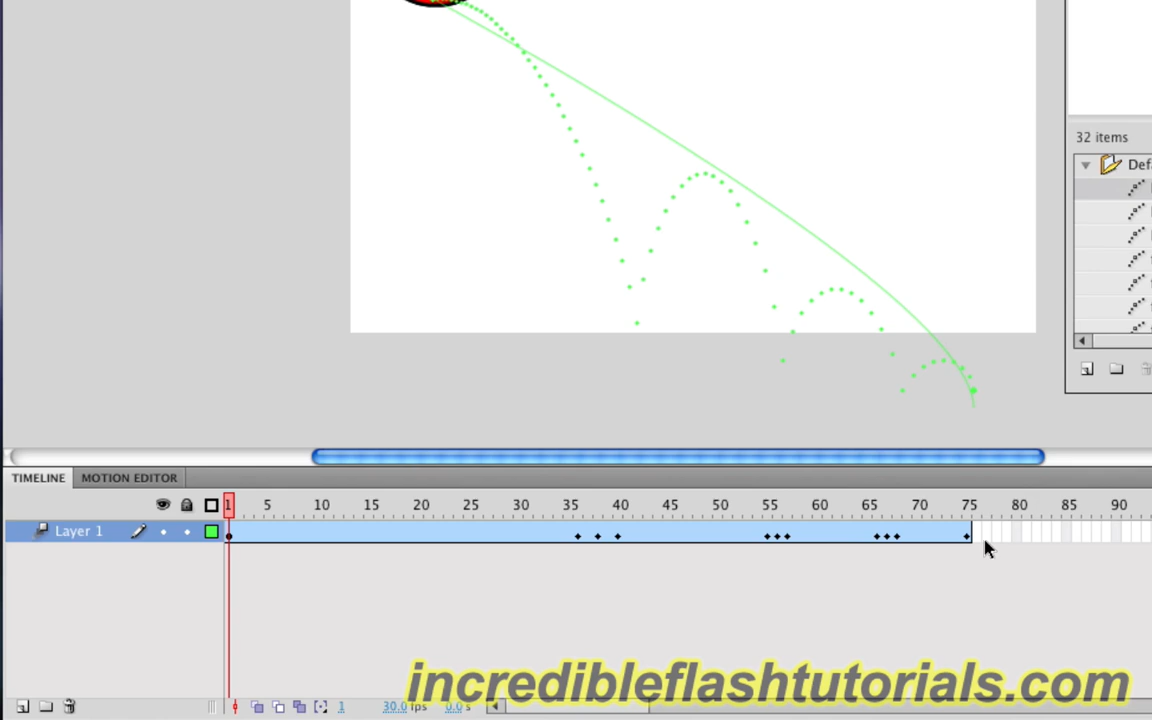 32 items
Def
TIMELINE MOTION EDITOR
1 5 10 15 20 25 30 35 40 45 50 55 60 65 70 75 80 85 90
Layer 1
incredibleflashtutorials.com
1 30.0 fps 0.0 s